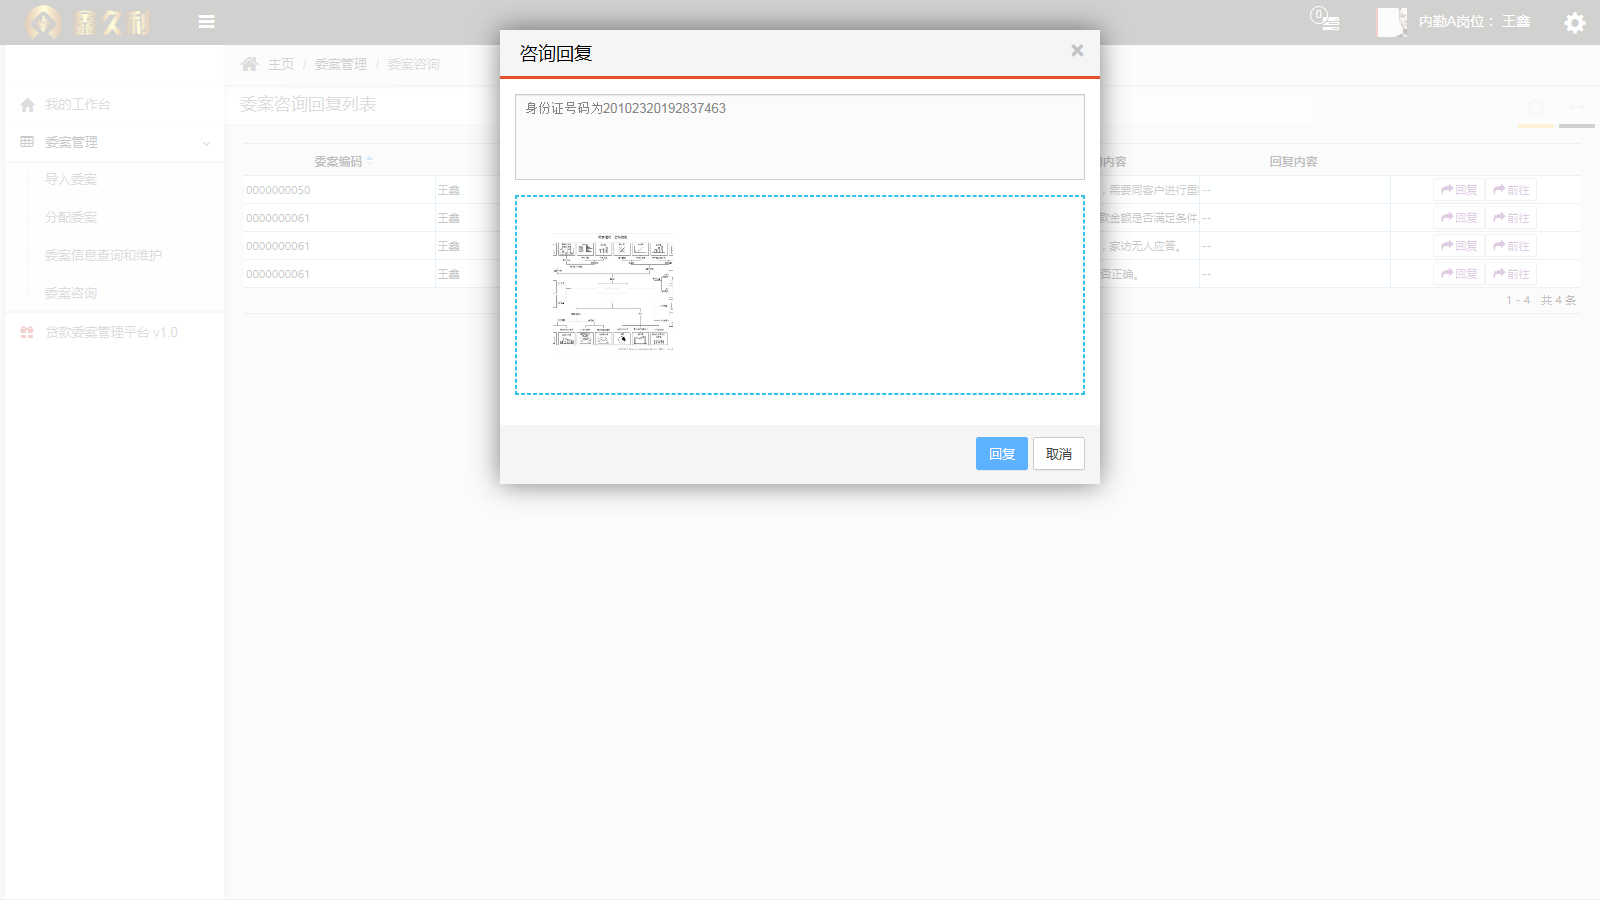 鑫久利
0
内勤A岗位： 王鑫
主页 / 委案管理 / 委案咨询
委案咨询回复列表
我的工作台
委案管理
导入委案
分配委案
委案信息查询和维护
委案咨询
贷款委案管理平台 v1.0
咨询回复
×
身份证号码为20102320192837463
回复
取消
委案编码
内容
回复内容
0000000050 王鑫 ，需要同客户进行重 -- 回复 前往
0000000061 王鑫 款金额是否满足条件 -- 回复 前往
0000000061 王鑫 ，家访无人应答。 -- 回复 前往
0000000061 王鑫 否正确。 -- 回复 前往
1 - 4 共 4 条